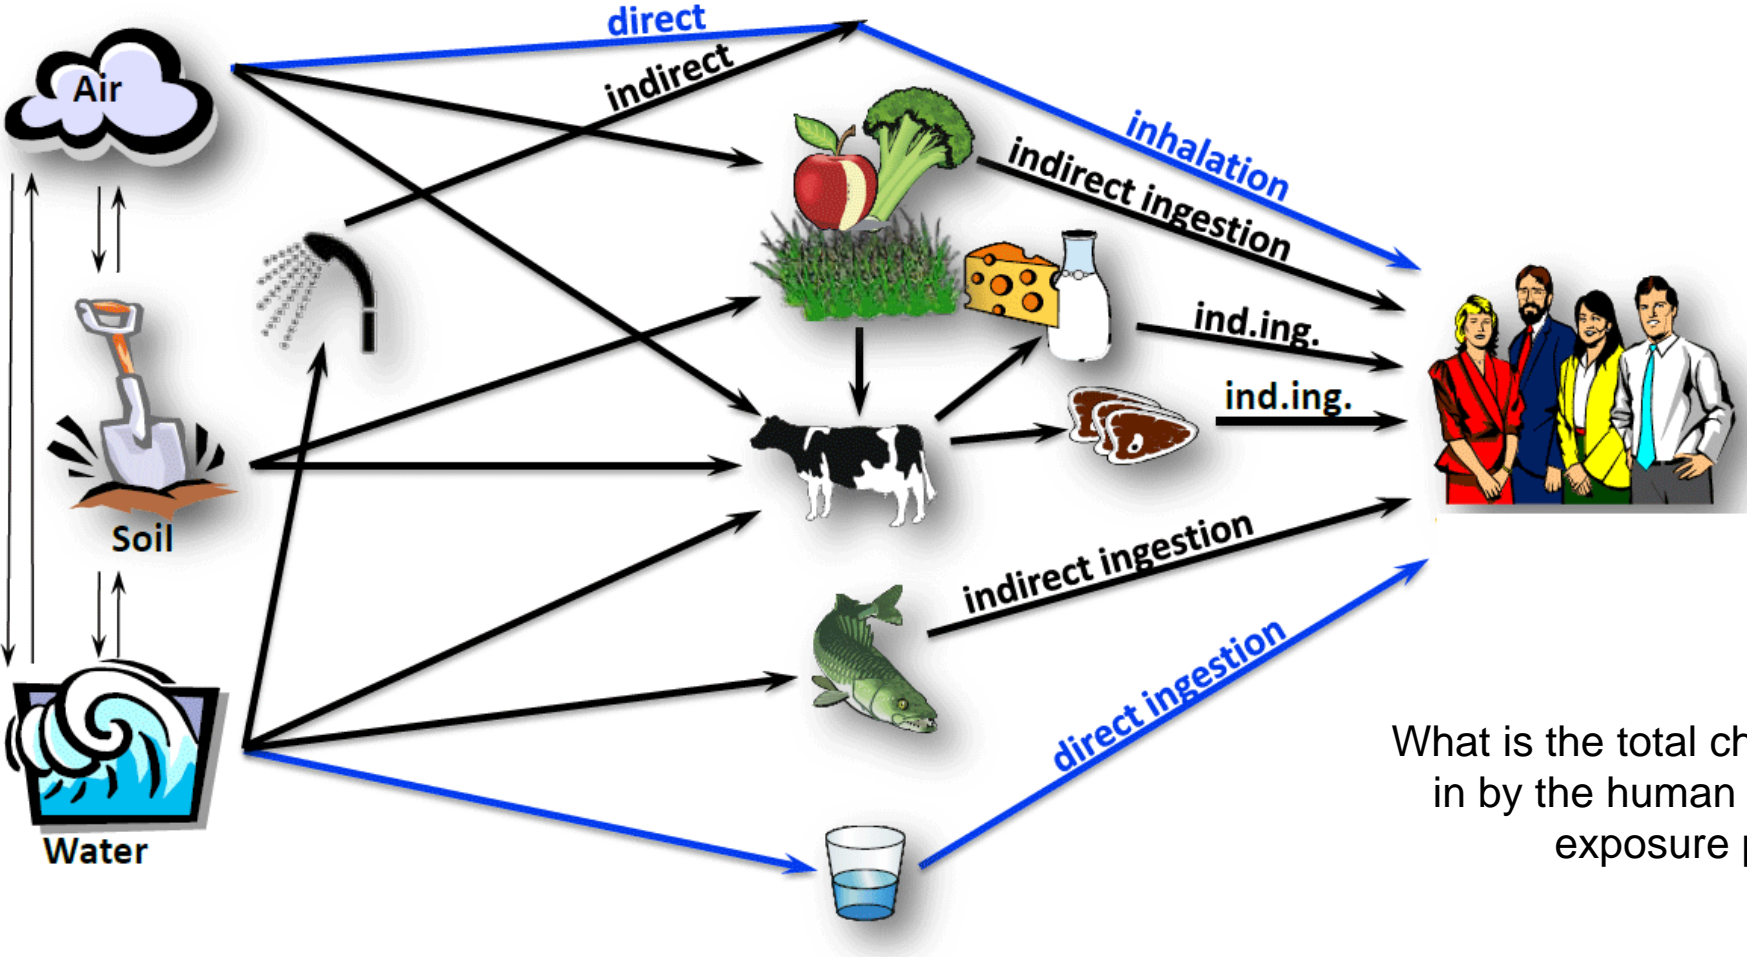 direct
indirect
Air
inhalation
indirect ingestion
ind.ing.
ind.ing.
Soil
indirect ingestion
direct ingestion
Water
What is the total
in by the human
exposure